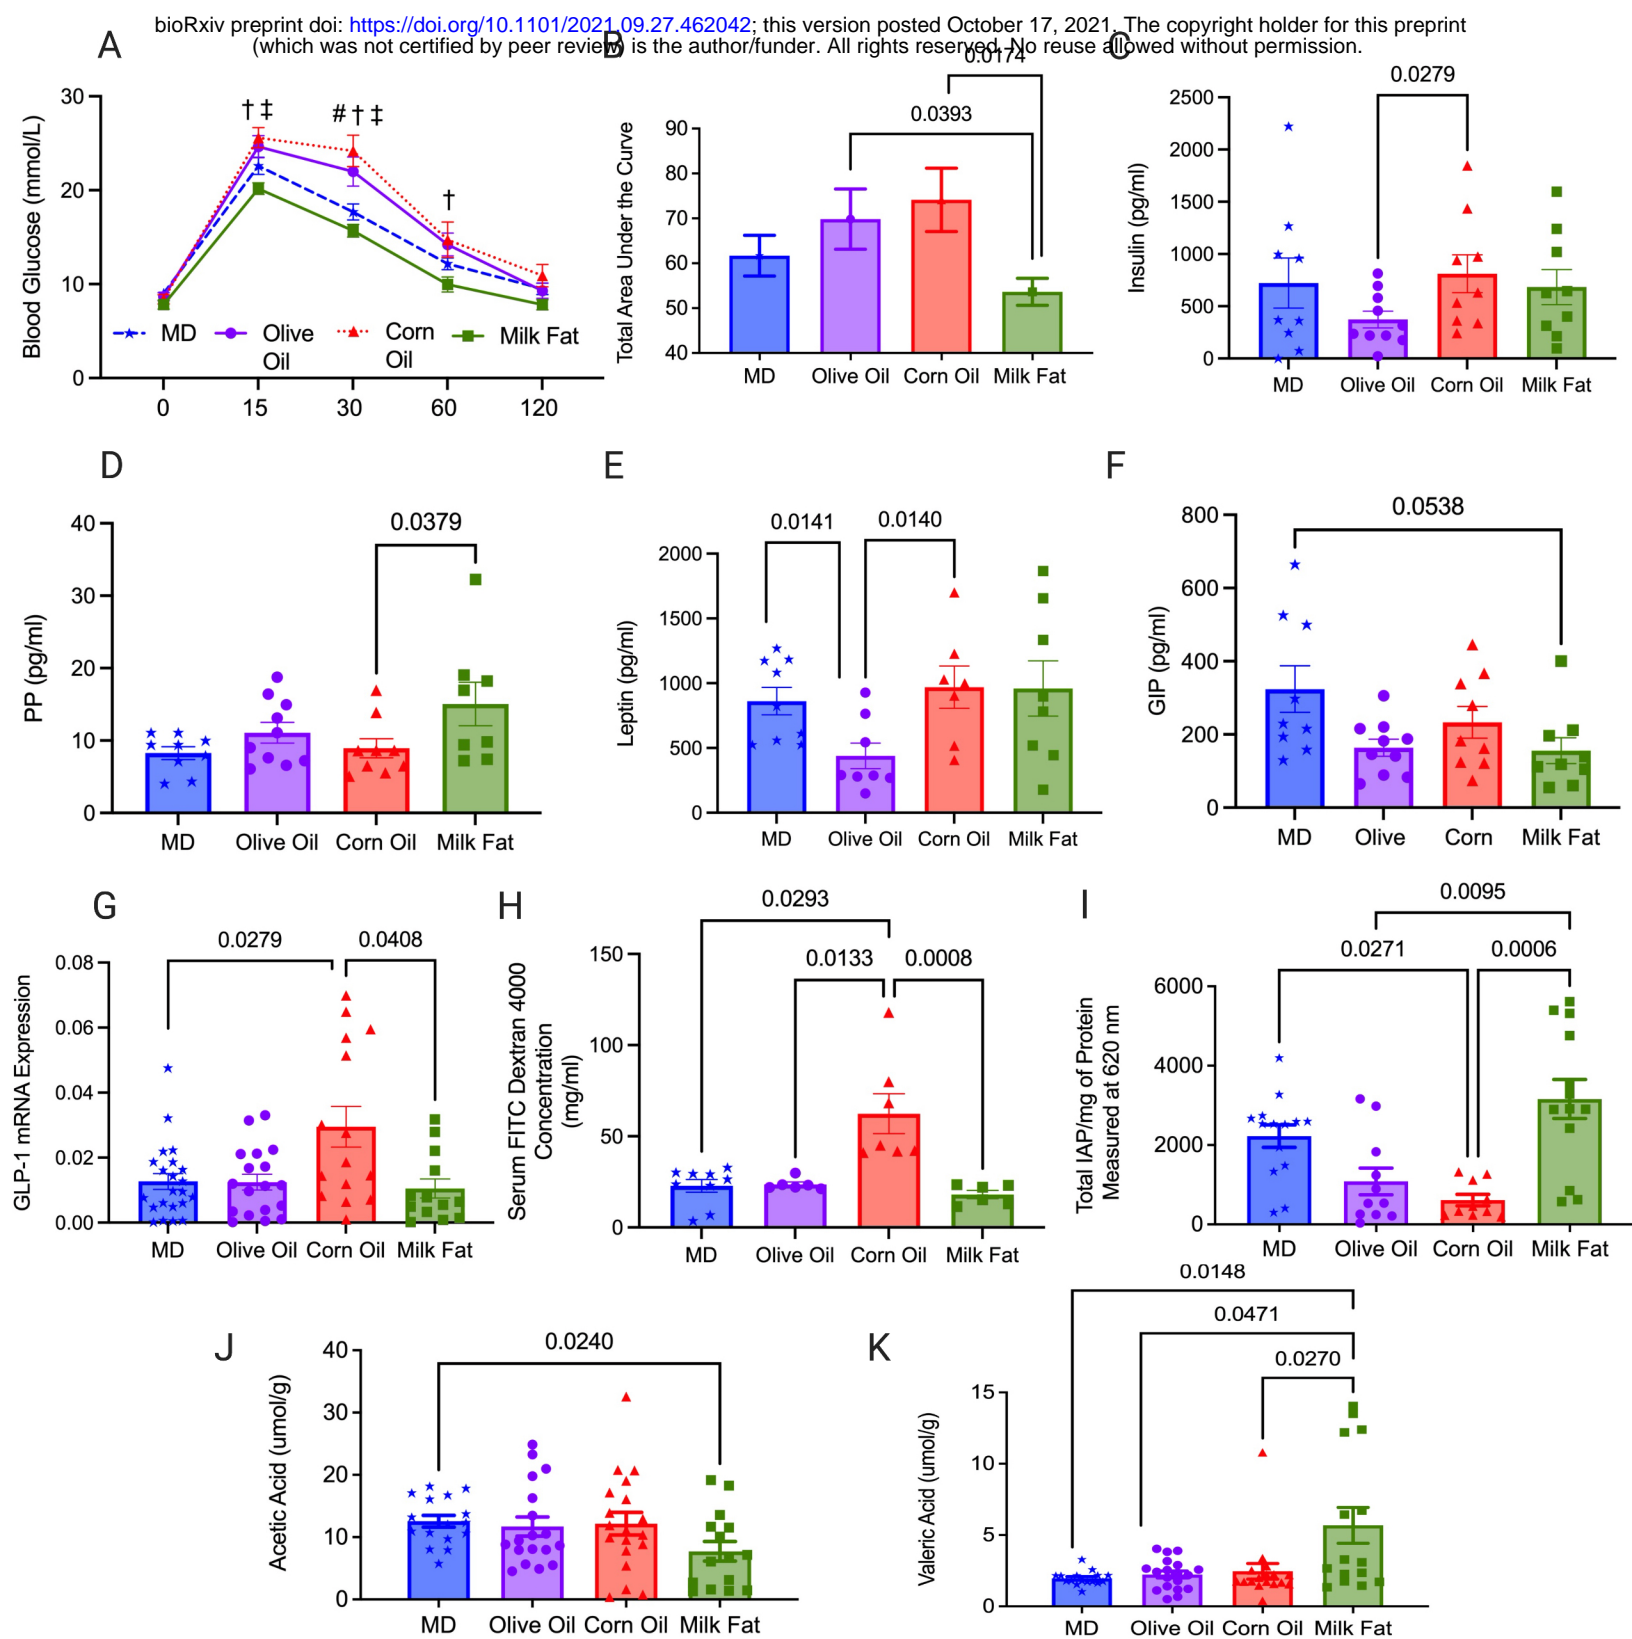 bioRxiv preprint doi: https://doi.org/10.1101/2021.09.27.462042; this version posted October 17, 2021. The copyright holder for this preprint
(which was not certified by peer review) is the author/funder. All rights reserved. No reuse allowed without permission.
A
Blood Glucose (mmol/L)
30
20
10
0
† ‡
# † ‡
†
MD
Olive Oil
Corn Oil
Milk Fat
0 15 30 60 120
B
0.0174
0.0393
Total Area Under the Curve
90
80
70
60
50
40
MD Olive Oil Corn Oil Milk Fat
C
0.0279
Insulin (pg/ml)
2500
2000
1500
1000
500
0
MD Olive Oil Corn Oil Milk Fat
D
0.0379
PP (pg/ml)
40
30
20
10
0
MD Olive Oil Corn Oil Milk Fat
E
0.0141 0.0140
Leptin (pg/ml)
2000
1500
1000
500
0
MD Olive Oil Corn Oil Milk Fat
F
0.0538
GIP (pg/ml)
800
600
400
200
0
MD Olive Corn Milk Fat
G
0.0279 0.0408
GLP-1 mRNA Expression
0.08
0.06
0.04
0.02
0.00
MD Olive Oil Corn Oil Milk Fat
H
0.0293
0.0133 0.0008
Serum FITC Dextran 4000
Concentration
(mg/ml)
150
100
50
0
MD Olive Oil Corn Oil Milk Fat
I
0.0095
0.0271 0.0006
Total IAP/mg of Protein
Measured at 620 nm
6000
4000
2000
0
MD Olive Oil Corn Oil Milk Fat
J
0.0240
Acetic Acid (umol/g)
40
30
20
10
0
MD Olive Oil Corn Oil Milk Fat
K
0.0148
0.0471
0.0270
Valeric Acid (umol/g)
15
10
5
0
MD Olive Oil Corn Oil Milk Fat